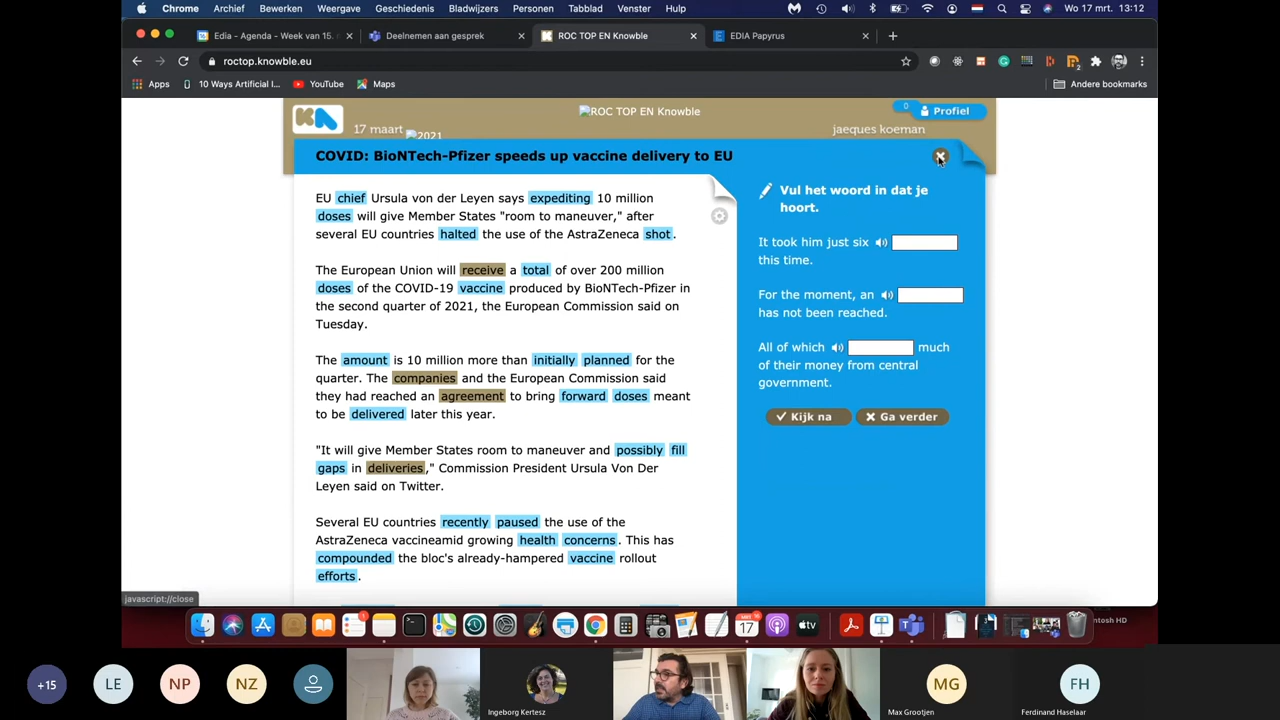 Chrome Archief Bewerken Weergave Geschiedenis Bladwijzers Personen Tabblad Venster Hulp Wo 17 mrt. 13:12
Edia - Agenda - Week van 15. Deelnemen aan gesprek ROC TOP EN Knowble EDIA Papyrus
roctop.knowble.eu
Apps 10 Ways Artificial I... YouTube Maps Andere bookmarks
ROC TOP EN Knowble 0 Profiel
17 maart 2021 jaeques koeman
COVID: BioNTech-Pfizer speeds up vaccine delivery to EU
EU chief Ursula von der Leyen says expediting 10 million
doses will give Member States "room to maneuver," after
several EU countries halted the use of the AstraZeneca shot.
The European Union will receive a total of over 200 million
doses of the COVID-19 vaccine produced by BioNTech-Pfizer in
the second quarter of 2021, the European Commission said on
Tuesday.
The amount is 10 million more than initially planned for the
quarter. The companies and the European Commission said
they had reached an agreement to bring forward doses meant
to be delivered later this year.
"It will give Member States room to maneuver and possibly fill
gaps in deliveries," Commission President Ursula Von Der
Leyen said on Twitter.
Several EU countries recently paused the use of the
AstraZeneca vaccineamid growing health concerns. This has
compounded the bloc's already-hampered vaccine rollout
efforts.
Vul het woord in dat je
hoort.
It took him just six
this time.
For the moment, an
has not been reached.
All of which much
of their money from central
government.
Kijk na Ga verder
javascript://close
17
tv
ntosh HD
+15 LE NP NZ MG FH
Ingeborg Kertesz Max Grootjen Ferdinand Haselaar